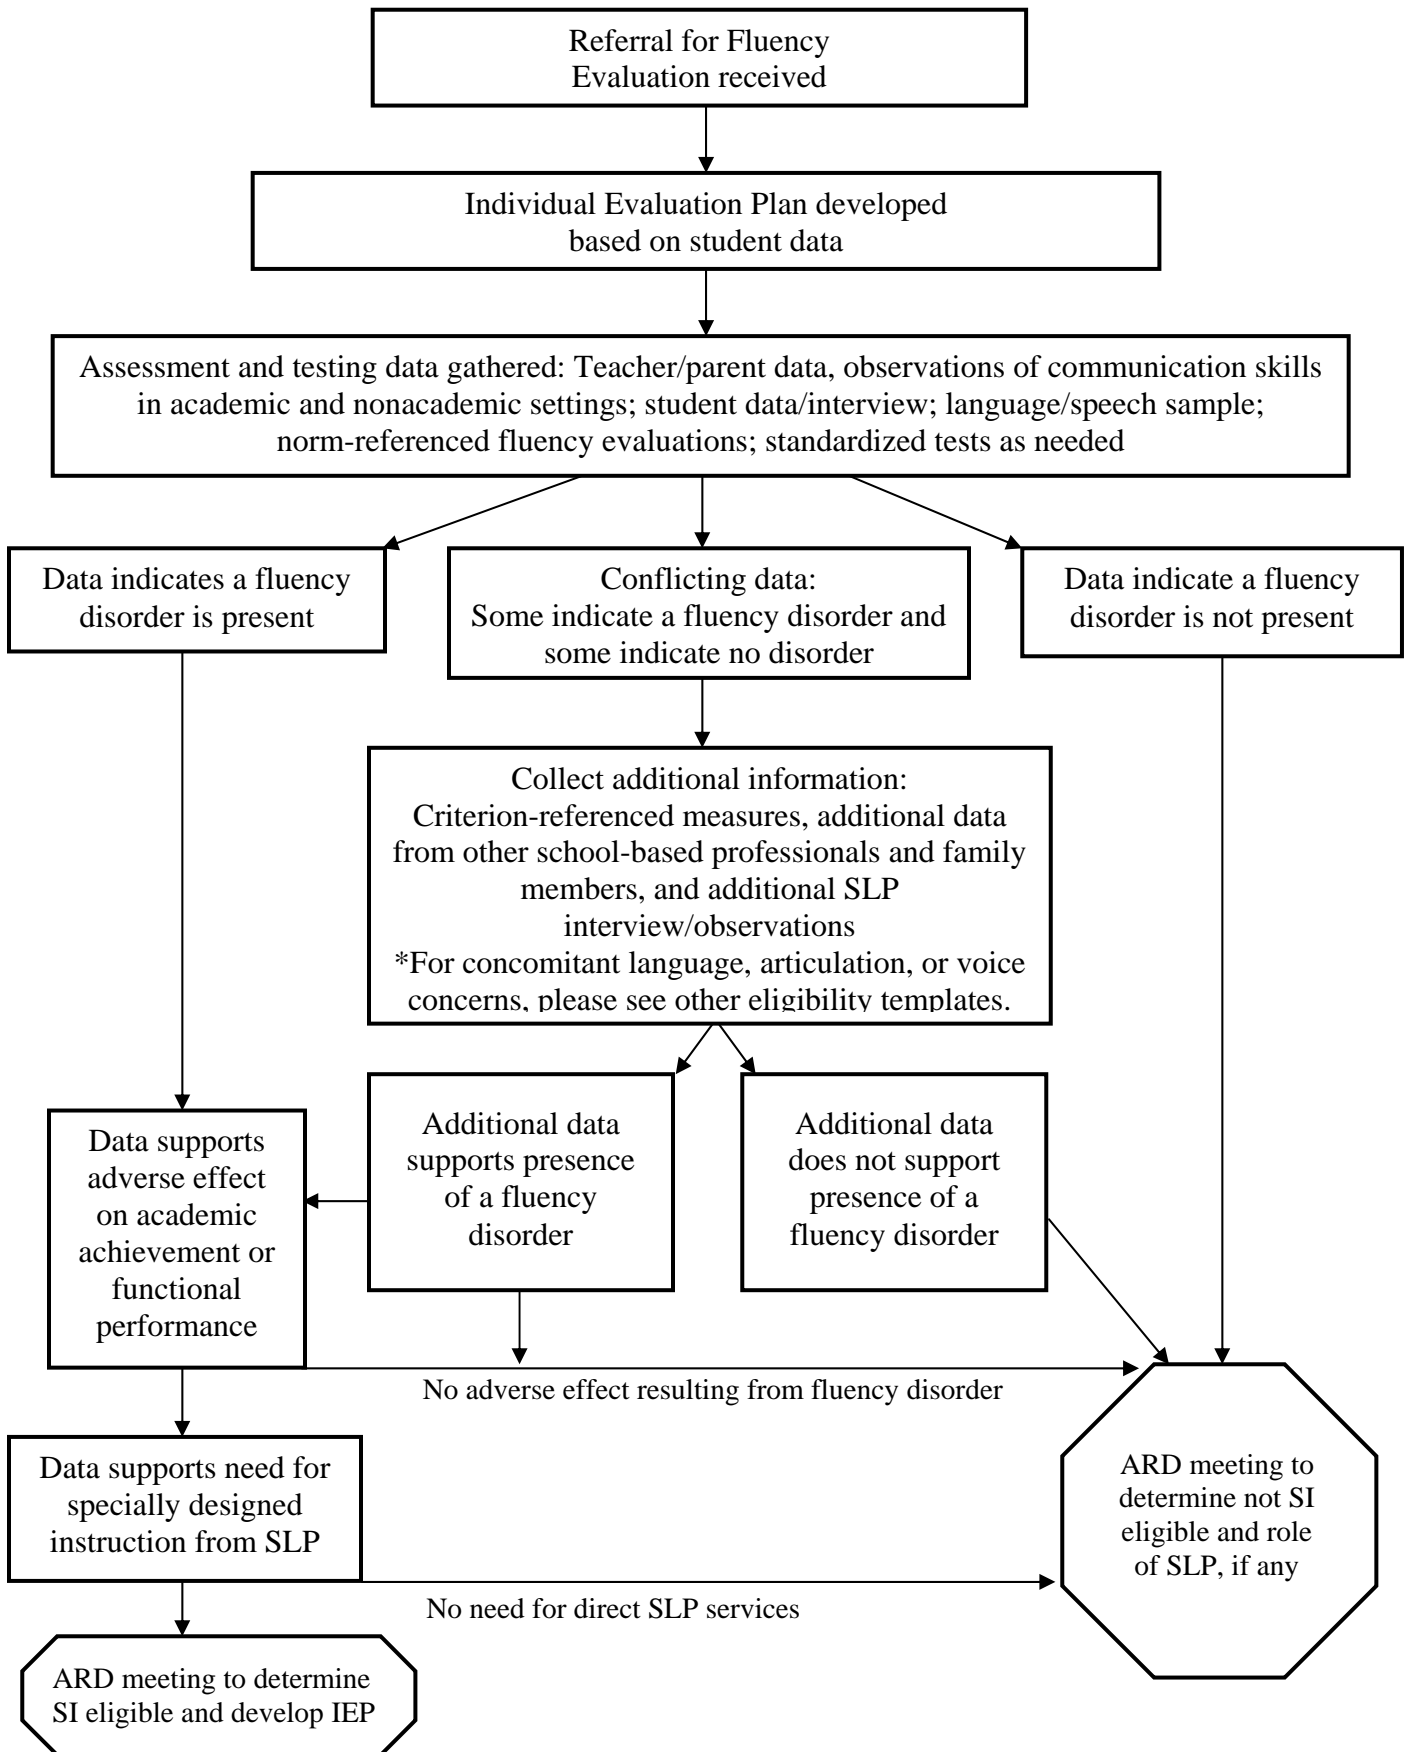 Referral for Fluency
Evaluation received
Individual Evaluation Plan developed
based on student data
Assessment and testing data gathered: Teacher/parent data, observations of communication skills
in academic and nonacademic settings; student data/interview; language/speech sample;
norm-referenced fluency evaluations; standardized tests as needed
Data indicates a fluency
disorder is present
Conflicting data:
Some indicate a fluency disorder and
some indicate no disorder
Data indicate a fluency
disorder is not present
Collect additional information:
Criterion-referenced measures, additional data
from other school-based professionals and family
members, and additional SLP
interview/observations
*For concomitant language, articulation, or voice
concerns, please see other eligibility templates.
Data supports
adverse effect
on academic
achievement or
functional
performance
Additional data
supports presence
of a fluency
disorder
Additional data
does not support
presence of a
fluency disorder
No adverse effect resulting from fluency disorder
Data supports need for
specially designed
instruction from SLP
ARD meeting to
determine not SI
eligible and role
of SLP, if any
No need for direct SLP services
ARD meeting to determine
SI eligible and develop IEP